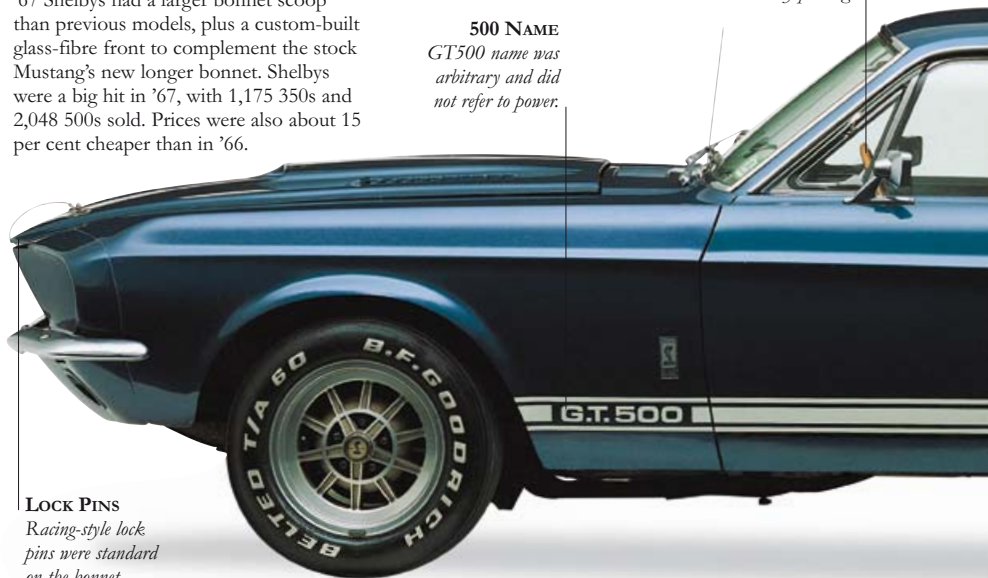 '67 Shelbys had a larger bonnet scoop
than previous models, plus a custom-built
glass-fibre front to complement the stock
Mustang's new longer bonnet. Shelbys
were a big hit in '67, with 1,175 350s and
2,048 500s sold. Prices were also about 15
per cent cheaper than in '66.
500 NAME
GT500 name was
arbitrary and did
not refer to power.
G.T.500
B.F.GOODRICH
BELTED T/A 60
LOCK PINS
Racing-style lock
pins were standard
on the bonnet